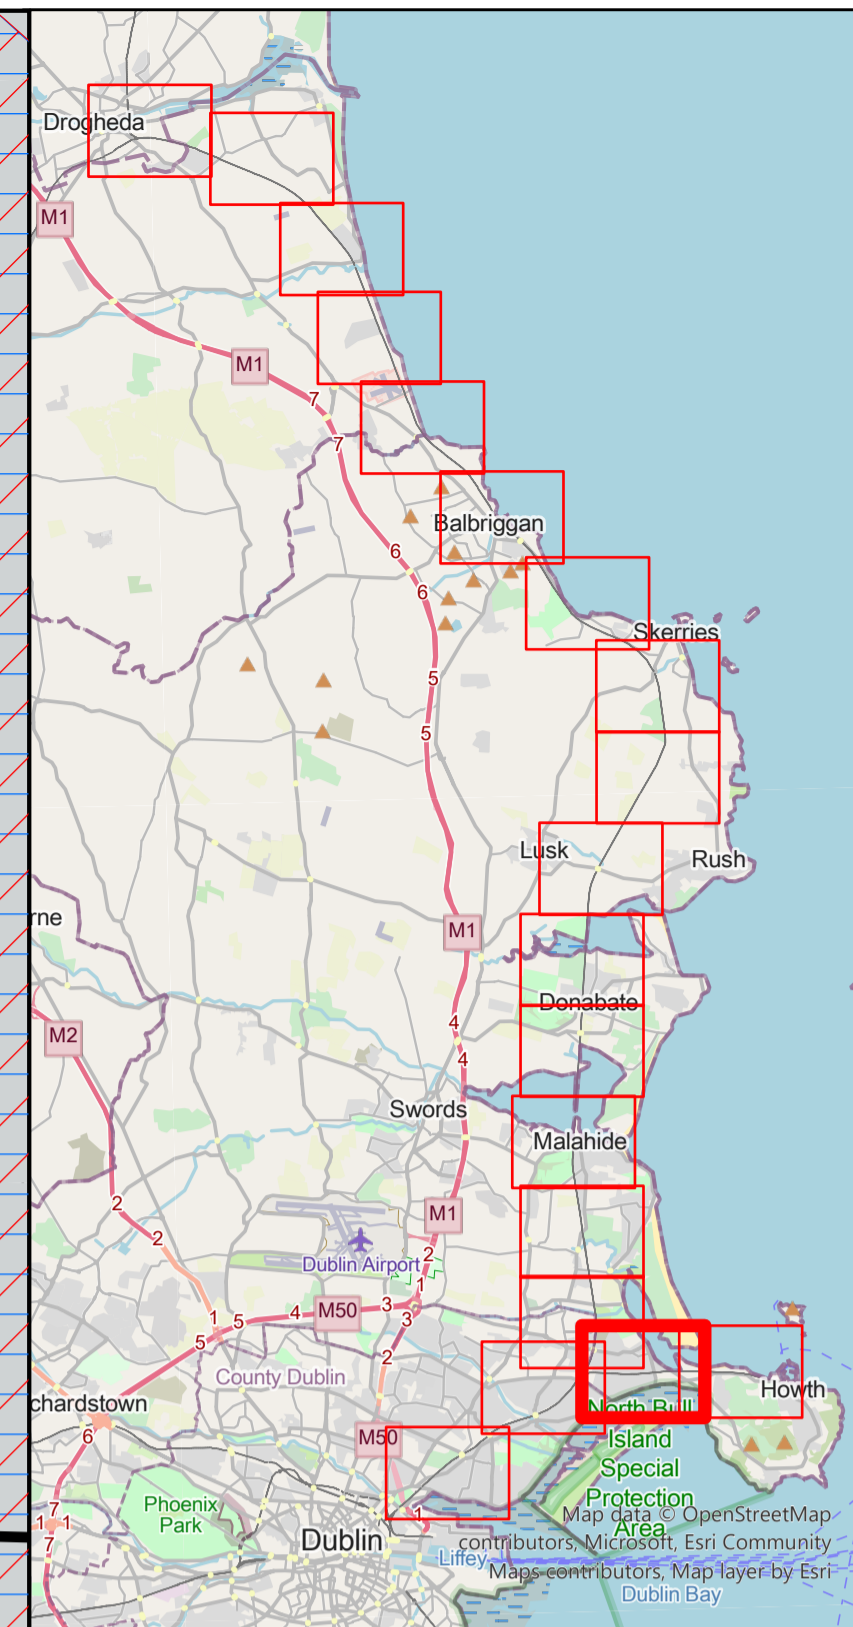 Drogheda
M1
M1
7
7
Balbriggan
6
6
Skerries
5
5
Lusk
Rush
rne
M1
Donabate
M2
4
4
Swords
Malahide
2
M1
2
Dublin Airport
2
1
1
5
4
M50
3
3
5
2
County Dublin
chardstown
Howth
North Bull
Island
Special
Protection
Area
6
M50
Phoenix
Park
7
1
1
7
1
Dublin
Liffey
Dublin Bay
Map data © OpenStreetMap
contributors, Microsoft, Esri Community
Maps contributors, Map layer by Esri